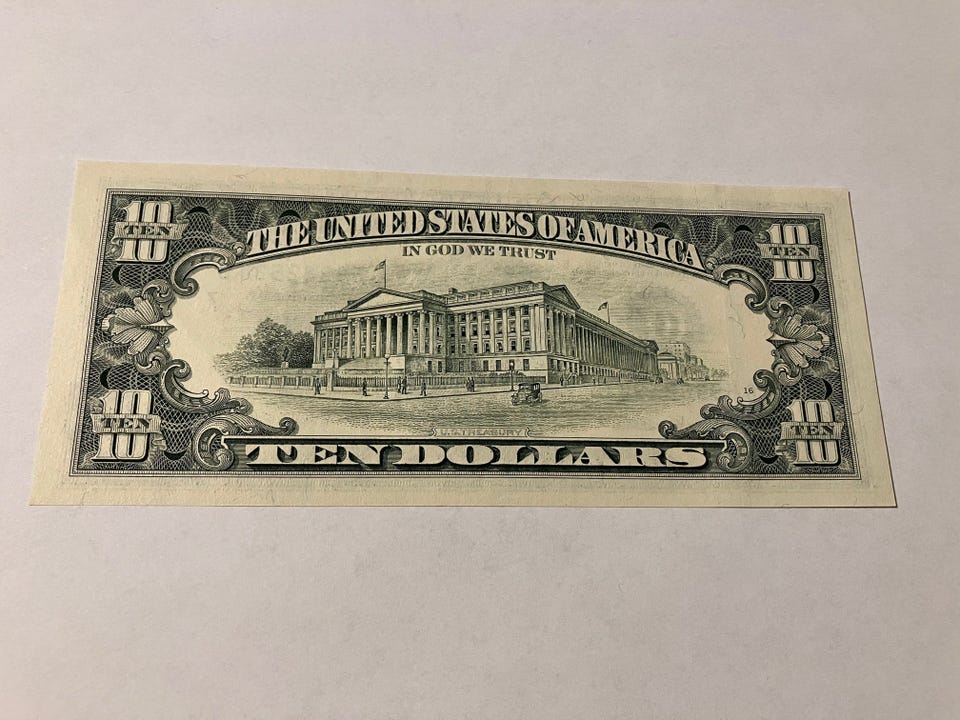 10 TEN 10
THE UNITED STATES OF AMERICA
10 TEN 10
IN GOD WE TRUST
16
10 TEN 10
U.S. TREASURY
10 TEN 10
TEN DOLLARS